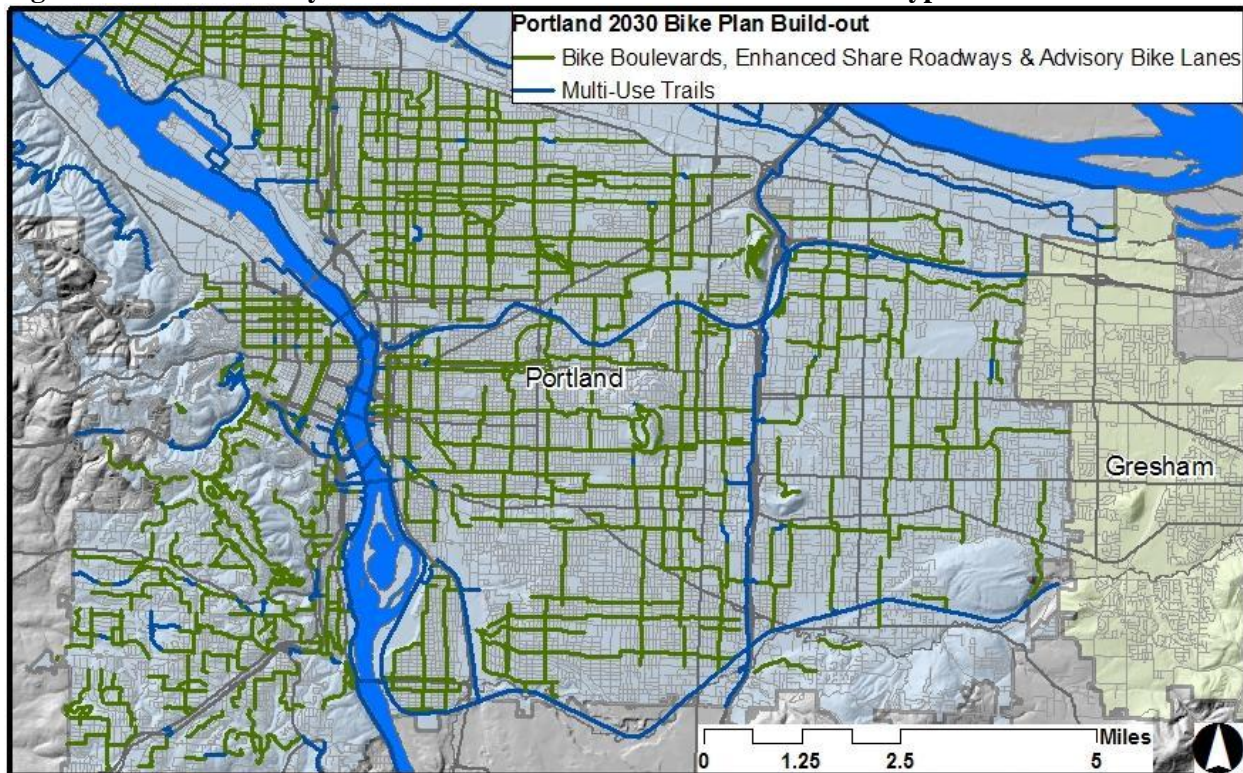 Portland 2030 Bike Plan Build-out
Bike Boulevards, Enhanced Share Roadways & Advisory Bike Lanes
Multi-Use Trails
Portland
Gresham
Miles
0 1.25 2.5 5